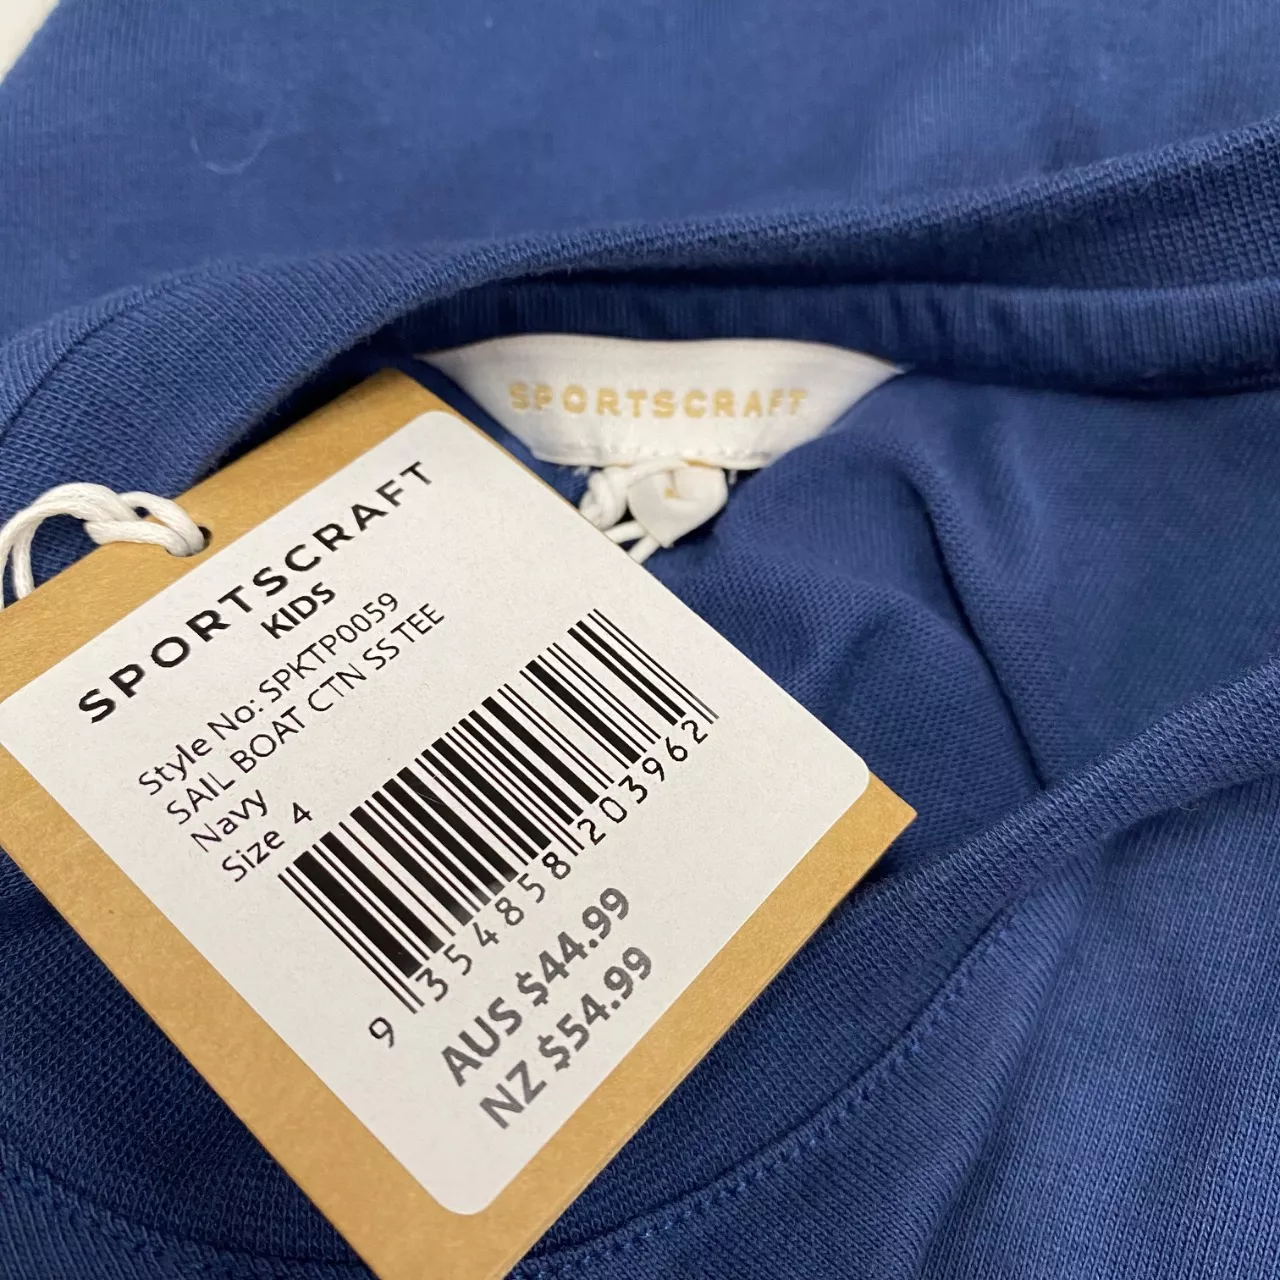 SPORTSCRAFT
SPORTSCRAFT
KIDS
Style No: SPKTP0059
SAIL BOAT CTN SS TEE
Navy
Size 4
9 354858 203962
AUS $44.99
NZ $54.99